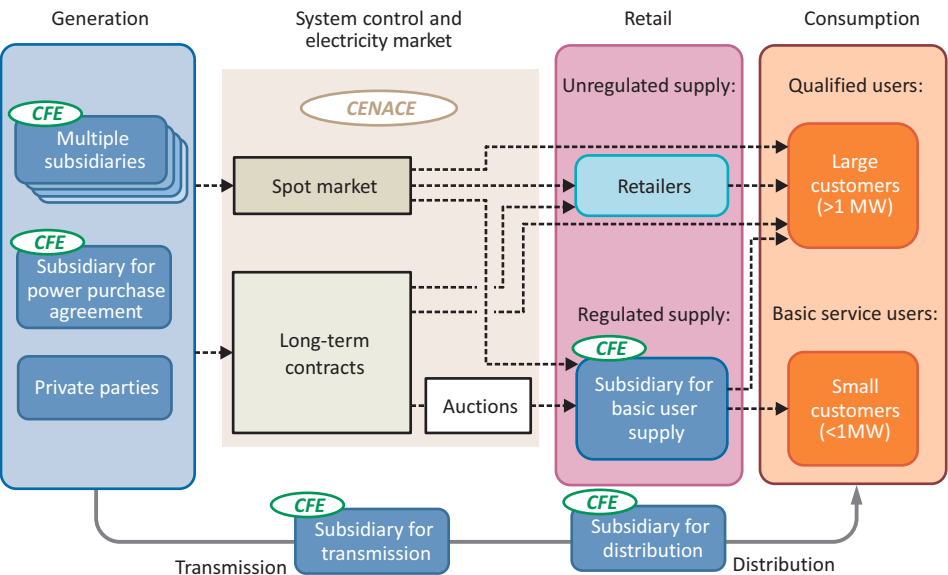 Generation
System control and
electricity market
Retail
Consumption
CFE
Multiple
subsidiaries
CFE
Subsidiary for
power purchase
agreement
Private parties
CENACE
Spot market
Long-term
contracts
Auctions
Unregulated supply:
Retailers
Regulated supply:
CFE
Subsidiary for
basic user
supply
Qualified users:
Large
customers
(>1 MW)
Basic service users:
Small
customers
(<1MW)
Transmission
CFE
Subsidiary for
transmission
CFE
Subsidiary for
distribution
Distribution